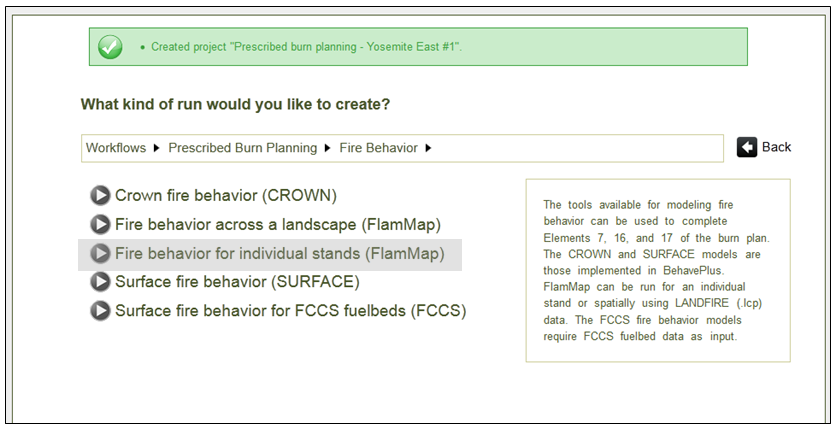 • Created project "Prescribed burn planning - Yosemite East #1".
What kind of run would you like to create?
Workflows Prescribed Burn Planning Fire Behavior
Back
Crown fire behavior (CROWN)
Fire behavior across a landscape (FlamMap)
Fire behavior for individual stands (FlamMap)
Surface fire behavior (SURFACE)
Surface fire behavior for FCCS fuelbeds (FCCS)
The tools available for modeling fire
behavior can be used to complete
Elements 7, 16, and 17 of the burn plan.
The CROWN and SURFACE models are
those implemented in BehavePlus.
FlamMap can be run for an individual
stand or spatially using LANDFIRE (.lcp)
data. The FCCS fire behavior models
require FCCS fuelbed data as input.